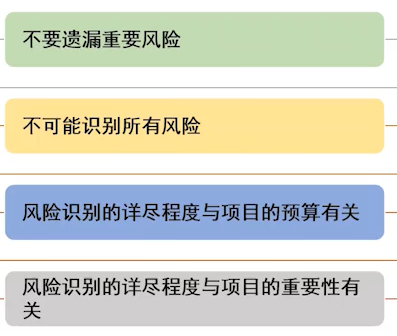 不要遗漏重要风险
不可能识别所有风险
风险识别的详尽程度与项目的预算有关
风险识别的详尽程度与项目的重要性有
关